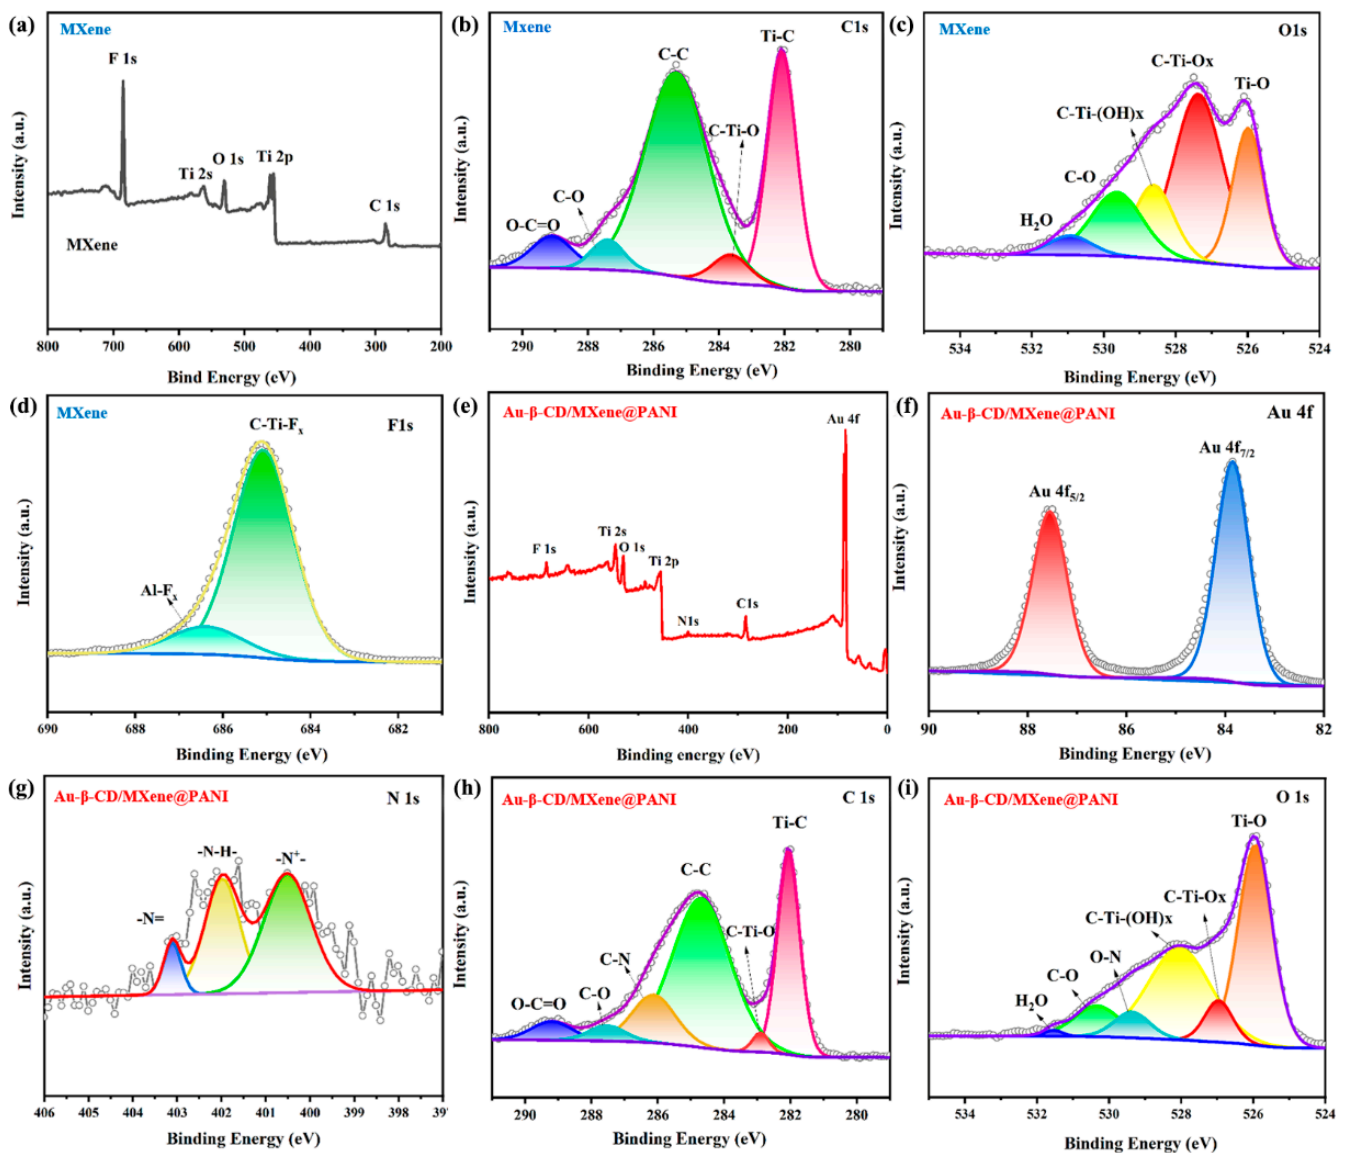 (a)
MXene
F 1s
Ti 2s
O 1s
Ti 2p
C 1s
MXene
Intensity (a.u.)
800 700 600 500 400 300 200
Bind Energy (eV)
(b)
Mxene
C1s
Ti-C
C-C
C-Ti-O
C-O
O-C=O
Intensity (a.u.)
290 288 286 284 282 280
Binding Energy (eV)
(c)
MXene
O1s
C-Ti-Ox
Ti-O
C-Ti-(OH)x
C-O
H2O
Intensity (a.u.)
534 532 530 528 526 524
Binding Energy (eV)
(d)
MXene
F1s
C-Ti-Fx
Al-Fx
Intensity (a.u.)
690 688 686 684 682
Binding Energy (eV)
(e)
Au-β-CD/MXene@PANI
Au 4f
Ti 2s
F 1s
O 1s
Ti 2p
N1s
C1s
Intensity (a.u.)
800 600 400 200 0
Binding energy (eV)
(f)
Au-β-CD/MXene@PANI
Au 4f
Au 4f7/2
Au 4f5/2
Intensity (a.u.)
90 88 86 84 82
Binding Energy (eV)
(g)
Au-β-CD/MXene@PANI
N 1s
-N-H-
-N+-
-N=
Intensity (a.u.)
406 405 404 403 402 401 400 399 398
Binding Energy (eV)
(h)
Au-β-CD/MXene@PANI
C 1s
Ti-C
C-C
C-Ti-O
C-N
C-O
O-C=O
Intensity (a.u.)
290 288 286 284 282 280
Binding Energy (eV)
(i)
Au-β-CD/MXene@PANI
O 1s
Ti-O
C-Ti-Ox
C-Ti-(OH)x
O-N
C-O
H2O
Intensity (a.u.)
534 532 530 528 526 524
Binding Energy (eV)